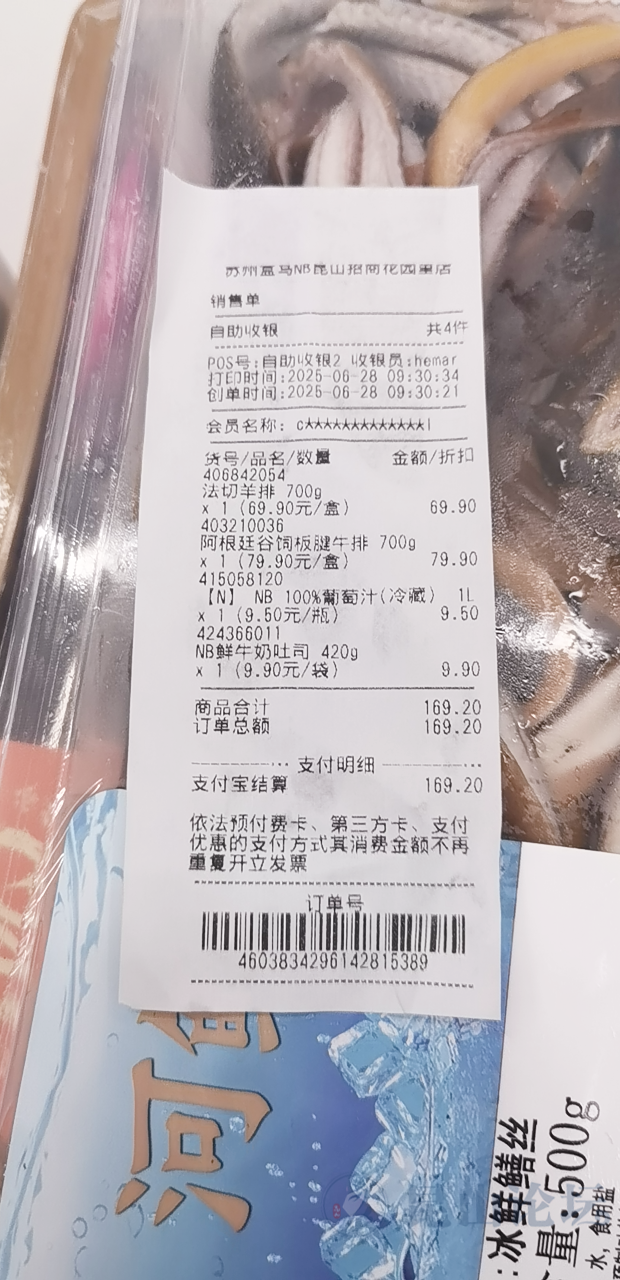 苏州盒马NB昆山招商花园里店
销售单
自助收银 共4件
POS号:自助收银2 收银员:hemar
打印时间:2025-06-28 09:30:34
创单时间:2025-06-28 09:30:21
会员名称: c*************l
货号/品名/数量 金额/折扣
406842054
法切羊排 700g
x 1 (69.90元/盒) 69.90
403210036
阿根廷谷饲板腱牛排 700g
x 1 (79.90元/盒) 79.90
415058120
【N】 NB 100%葡萄汁(冷藏) 1L
x 1 (9.50元/瓶) 9.50
424366011
NB鲜牛奶吐司 420g
x 1 (9.90元/袋) 9.90
商品合计 169.20
订单总额 169.20
支付明细
支付宝结算 169.20
依法预付费卡、第三方卡、支付
优惠的支付方式其消费金额不再
重复开立发票
订单号
4603834296142815389
河
:冰鲜鳝丝
量:500g
水,食用盐